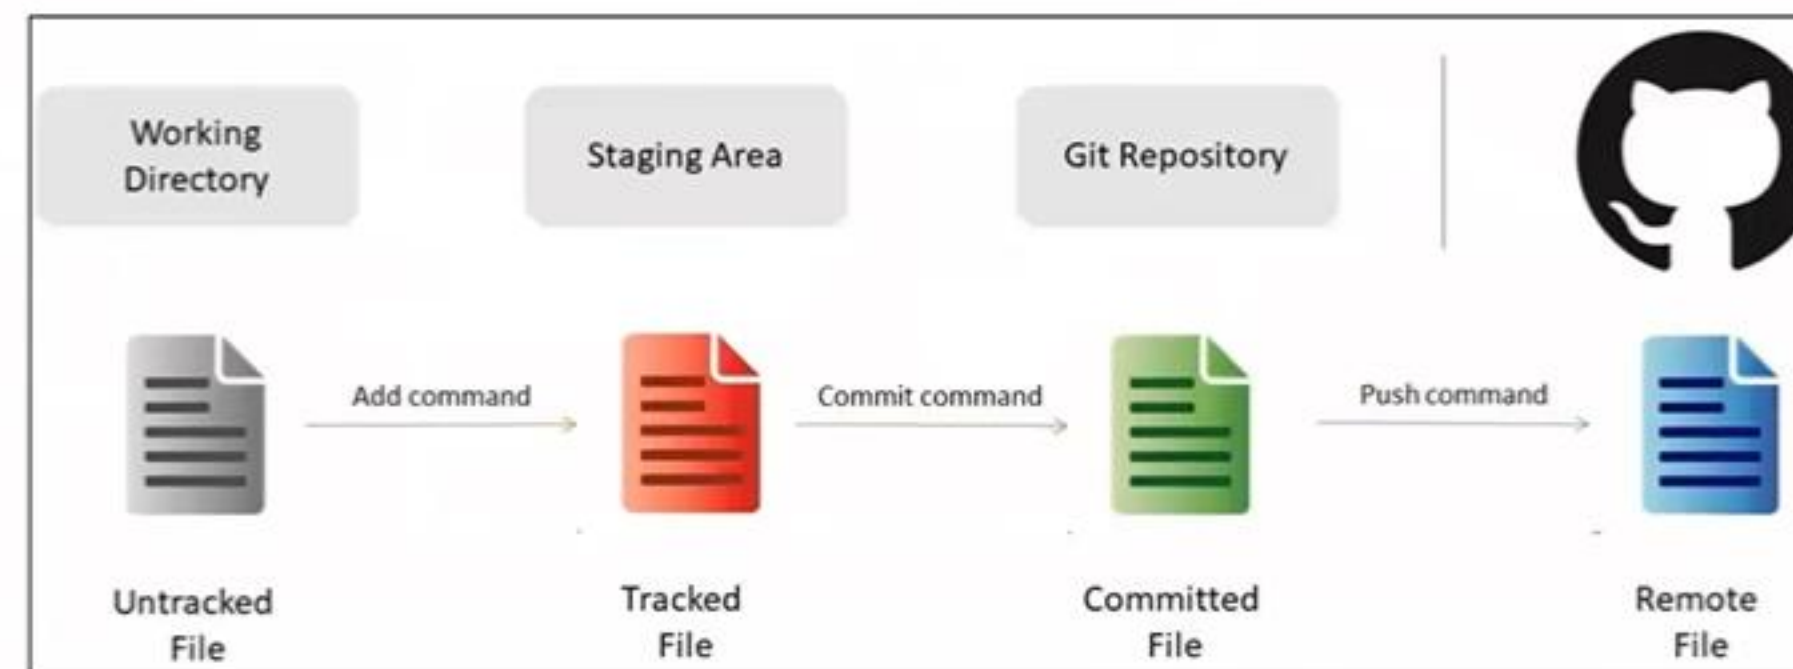 Working
Directory
Staging Area
Git Repository
Add command
Commit command
Push command
Untracked
File
Tracked
File
Committed
File
Remote
File